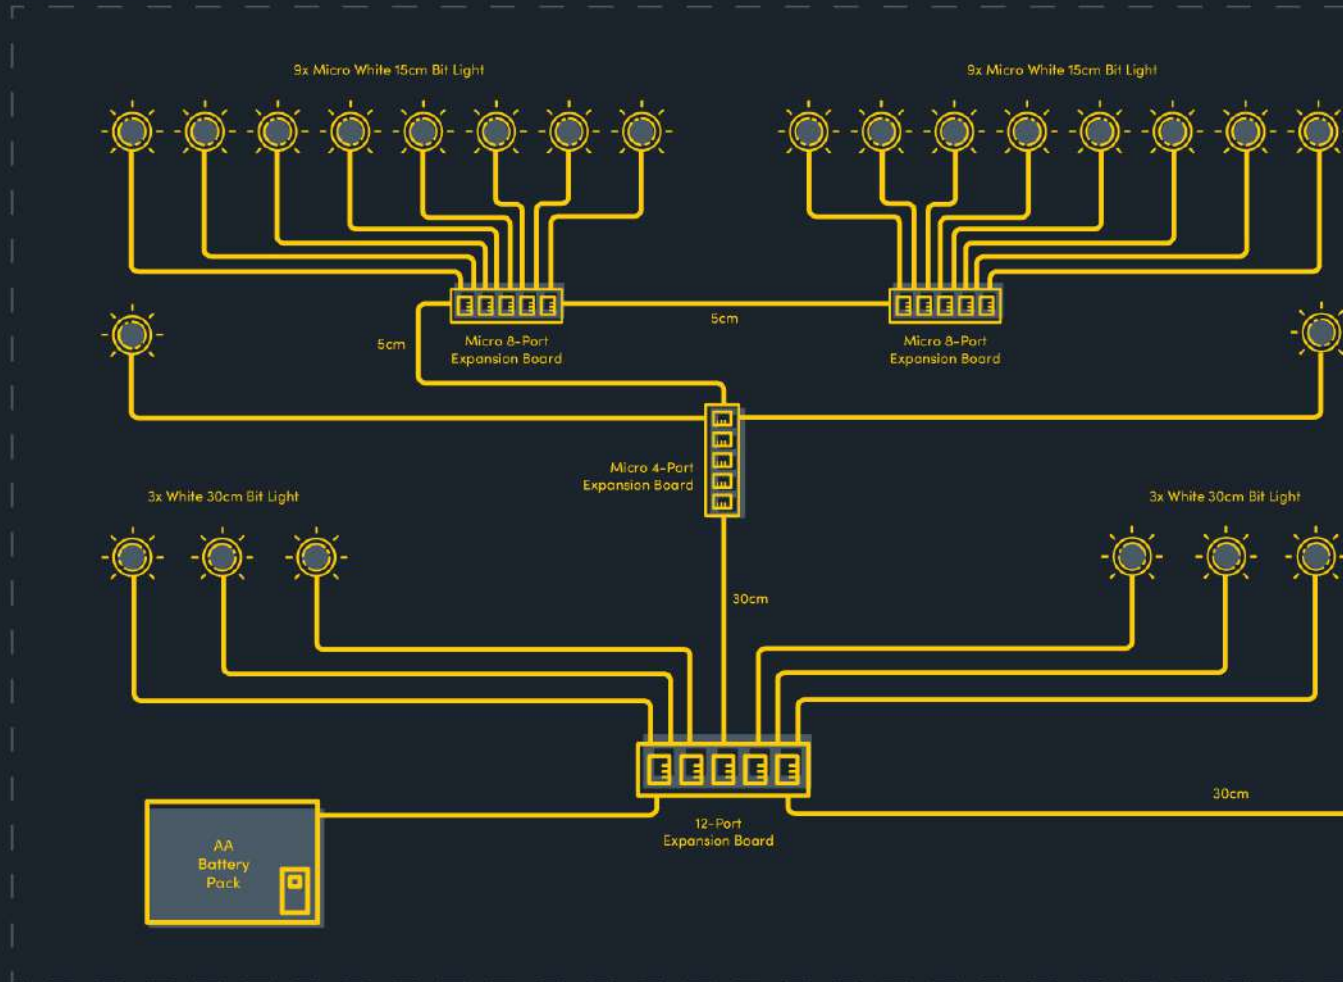 9x Micro White 15cm Bit Light
9x Micro White 15cm Bit Light
5cm
5cm
Micro 8-Port
Expansion Board
Micro 8-Port
Expansion Board
Micro 4-Port
Expansion Board
3x White 30cm Bit Light
3x White 30cm Bit Light
30cm
30cm
12-Port
Expansion Board
AA
Battery
Pack